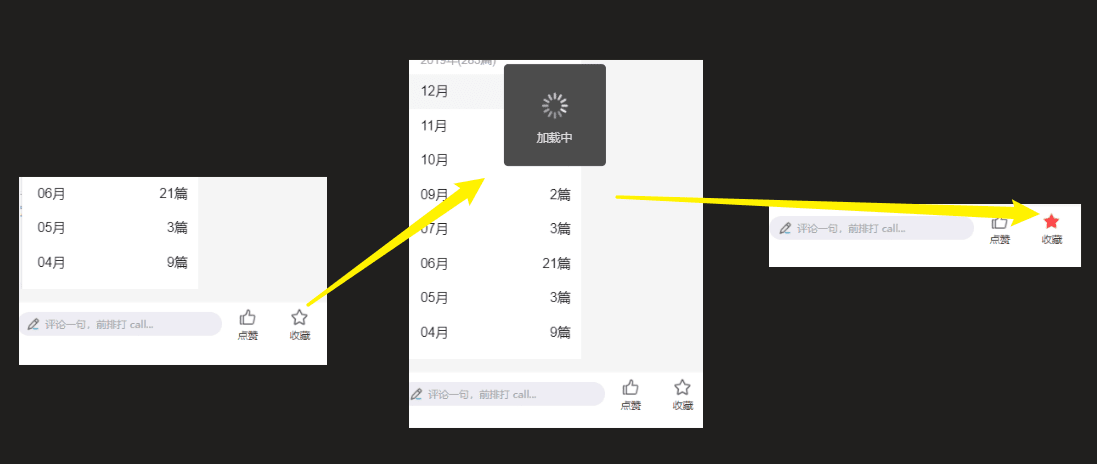 06月 21篇
05月 3篇
04月 9篇
评论一句，前排打 call...
点赞
收藏
2019年(285篇)
12月
加载中
11月
10月
09月 2篇
07月 3篇
06月 21篇
05月 3篇
04月 9篇
评论一句，前排打 call...
点赞
收藏
评论一句，前排打 call...
点赞
收藏